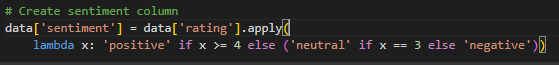 # Create sentiment column
data['sentiment'] = data['rating'].apply(
    lambda x: 'positive' if x >= 4 else ('neutral' if x == 3 else 'negative'))